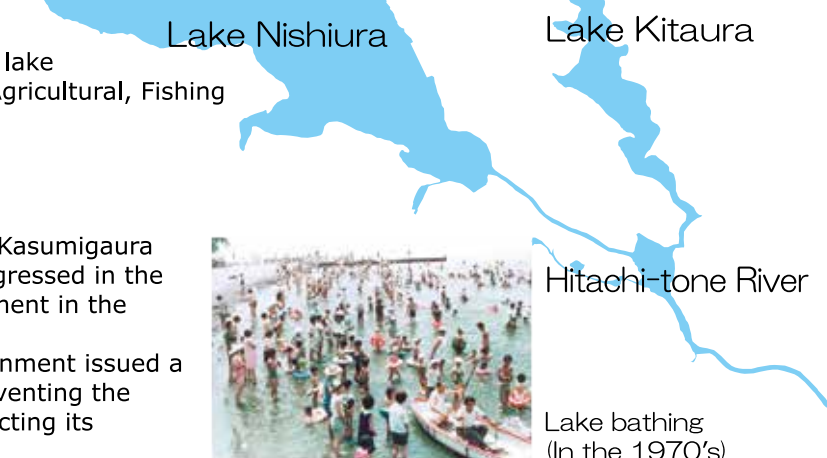 Lake Nishiura
Lake Kitaura
lake
Agricultural, Fishing
Kasumigaura
gressed in the
ment in the
nment issued a
venting the
cting its
Hitachi-tone River
Lake bathing
(In the 1970's)